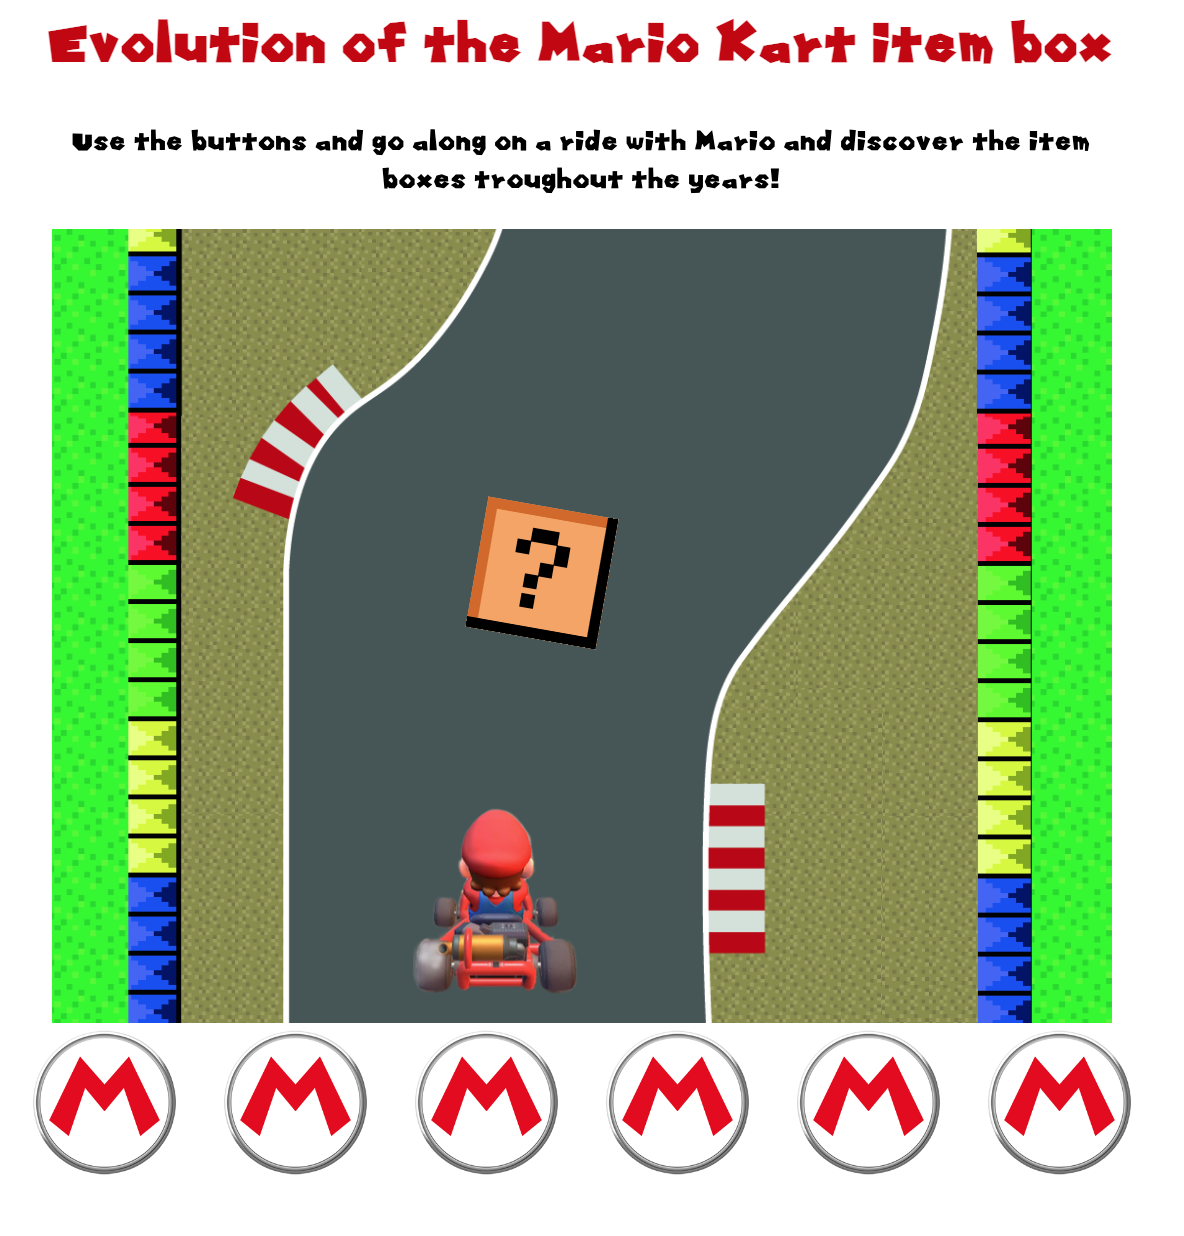 Evolution of the Mario Kart item box
Use the buttons and go along on a ride with Mario and discover the item
boxes troughout the years!
?
M M M M M M